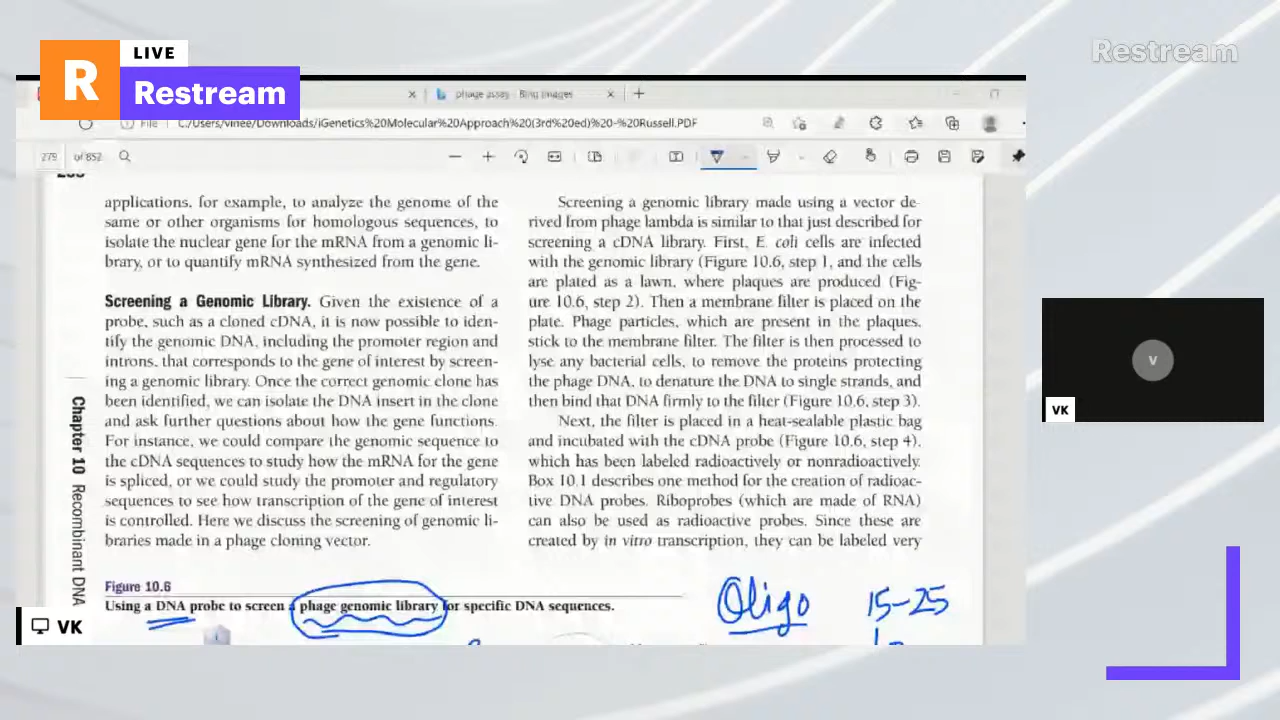 R
LIVE
Restream
Restream
phage assay - Bing images
File C:/Users/vinee/Downloads/iGenetics%20Molecular%20Approach%20(3rd%20ed)%20-%20Russell.PDF
279 of 852
applications, for example, to analyze the genome of the
same or other organisms for homologous sequences, to
isolate the nuclear gene for the mRNA from a genomic li-
brary, or to quantify mRNA synthesized from the gene.
Screening a Genomic Library. Given the existence of a
probe, such as a cloned cDNA, it is now possible to iden-
tify the genomic DNA, including the promoter region and
introns, that corresponds to the gene of interest by screen-
ing a genomic library. Once the correct genomic clone has
been identified, we can isolate the DNA insert in the clone
and ask further questions about how the gene functions.
For instance, we could compare the genomic sequence to
the cDNA sequences to study how the mRNA for the gene
is spliced, or we could study the promoter and regulatory
sequences to see how transcription of the gene of interest
is controlled. Here we discuss the screening of genomic li-
braries made in a phage cloning vector.
Screening a genomic library made using a vector de-
rived from phage lambda is similar to that just described for
screening a cDNA library. First, E. coli cells are infected
with the genomic library (Figure 10.6, step 1, and the cells
are plated as a lawn, where plaques are produced (Fig-
ure 10.6, step 2). Then a membrane filter is placed on the
plate. Phage particles, which are present in the plaques,
stick to the membrane filter. The filter is then processed to
lyse any bacterial cells, to remove the proteins protecting
the phage DNA, to denature the DNA to single strands, and
then bind that DNA firmly to the filter (Figure 10.6, step 3).
Next, the filter is placed in a heat-sealable plastic bag
and incubated with the cDNA probe (Figure 10.6, step 4),
which has been labeled radioactively or nonradioactively.
Box 10.1 describes one method for the creation of radioac-
tive DNA probes. Riboprobes (which are made of RNA)
can also be used as radioactive probes. Since these are
created by in vitro transcription, they can be labeled very
Chapter 10 Recombinant DNA
Figure 10.6
Using a DNA probe to screen a phage genomic library for specific DNA sequences.
Oligo 15-25
VK
V
VK